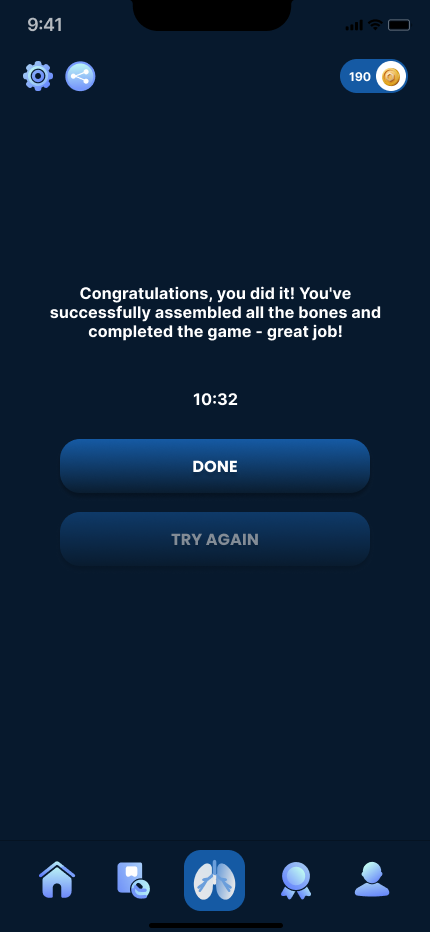 9:41
190
Congratulations, you did it! You've
successfully assembled all the bones and
completed the game - great job!
10:32
DONE
TRY AGAIN